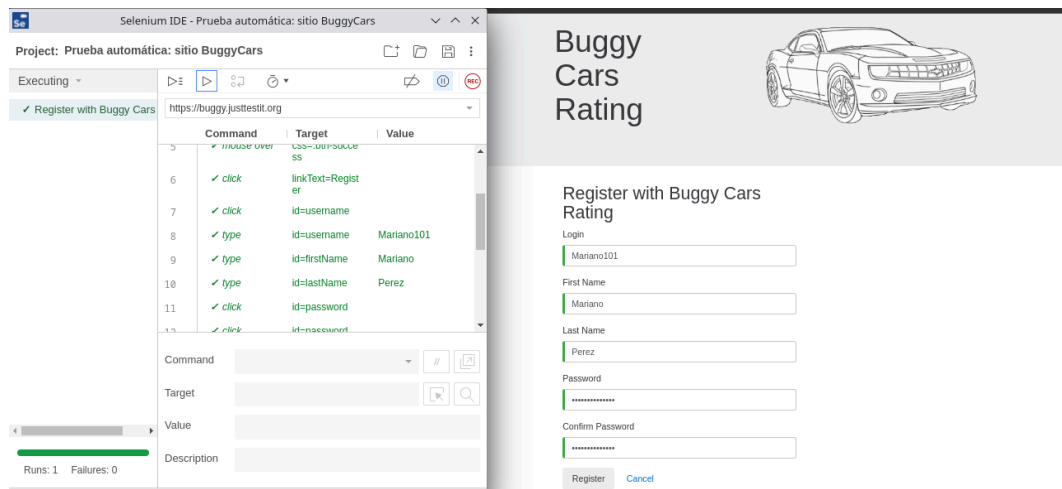 Selenium IDE - Prueba automática: sitio BuggyCars
Project: Prueba automática: sitio BuggyCars
Executing
REC
✓ Register with Buggy Cars
https://buggy.justtestit.org
Command Target Value
5 ✓ mouse over css=.btn-succe
ss
6 ✓ click linkText=Regist
er
7 ✓ click id=username
8 ✓ type id=username Mariano101
9 ✓ type id=firstName Mariano
10 ✓ type id=lastName Perez
11 ✓ click id=password
12 ✓ click id=password
Command
//
Target
Value
Description
Runs: 1 Failures: 0
Buggy
Cars
Rating
Register with Buggy Cars
Rating
Login
Mariano101
First Name
Mariano
Last Name
Perez
Password
••••••••••••••
Confirm Password
••••••••••••••
Register Cancel